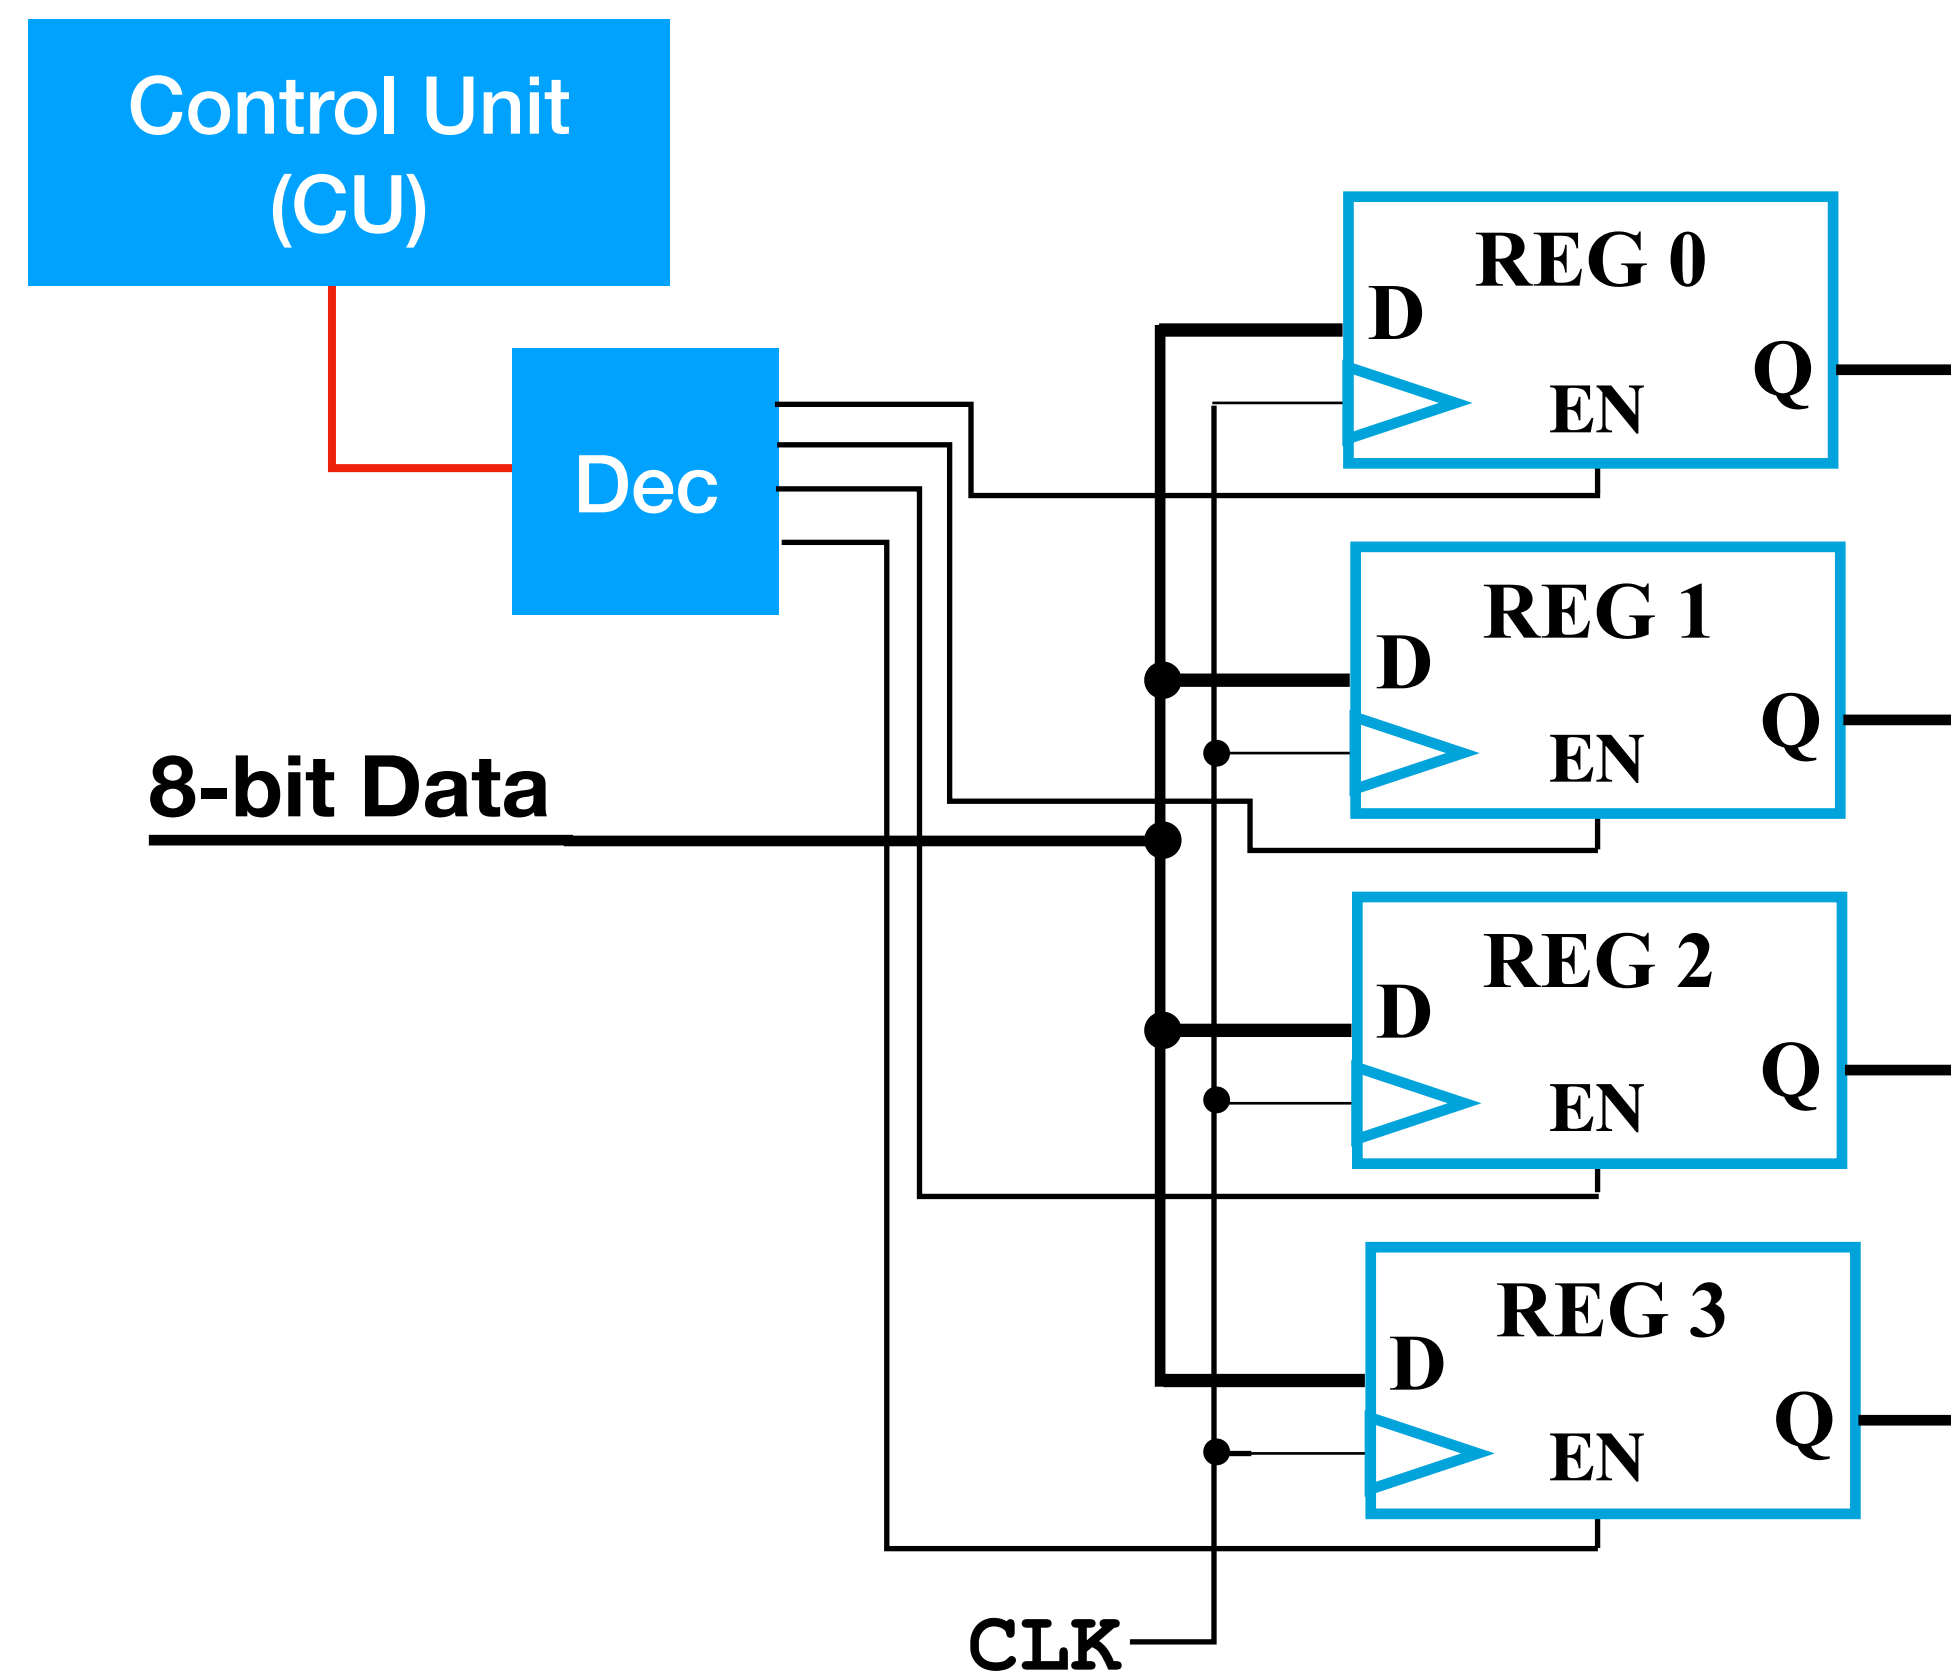 Control Unit
(CU)
Dec
8-bit Data
REG 0
D
Q
EN
REG 1
D
Q
EN
REG 2
D
Q
EN
REG 3
D
Q
EN
CLK